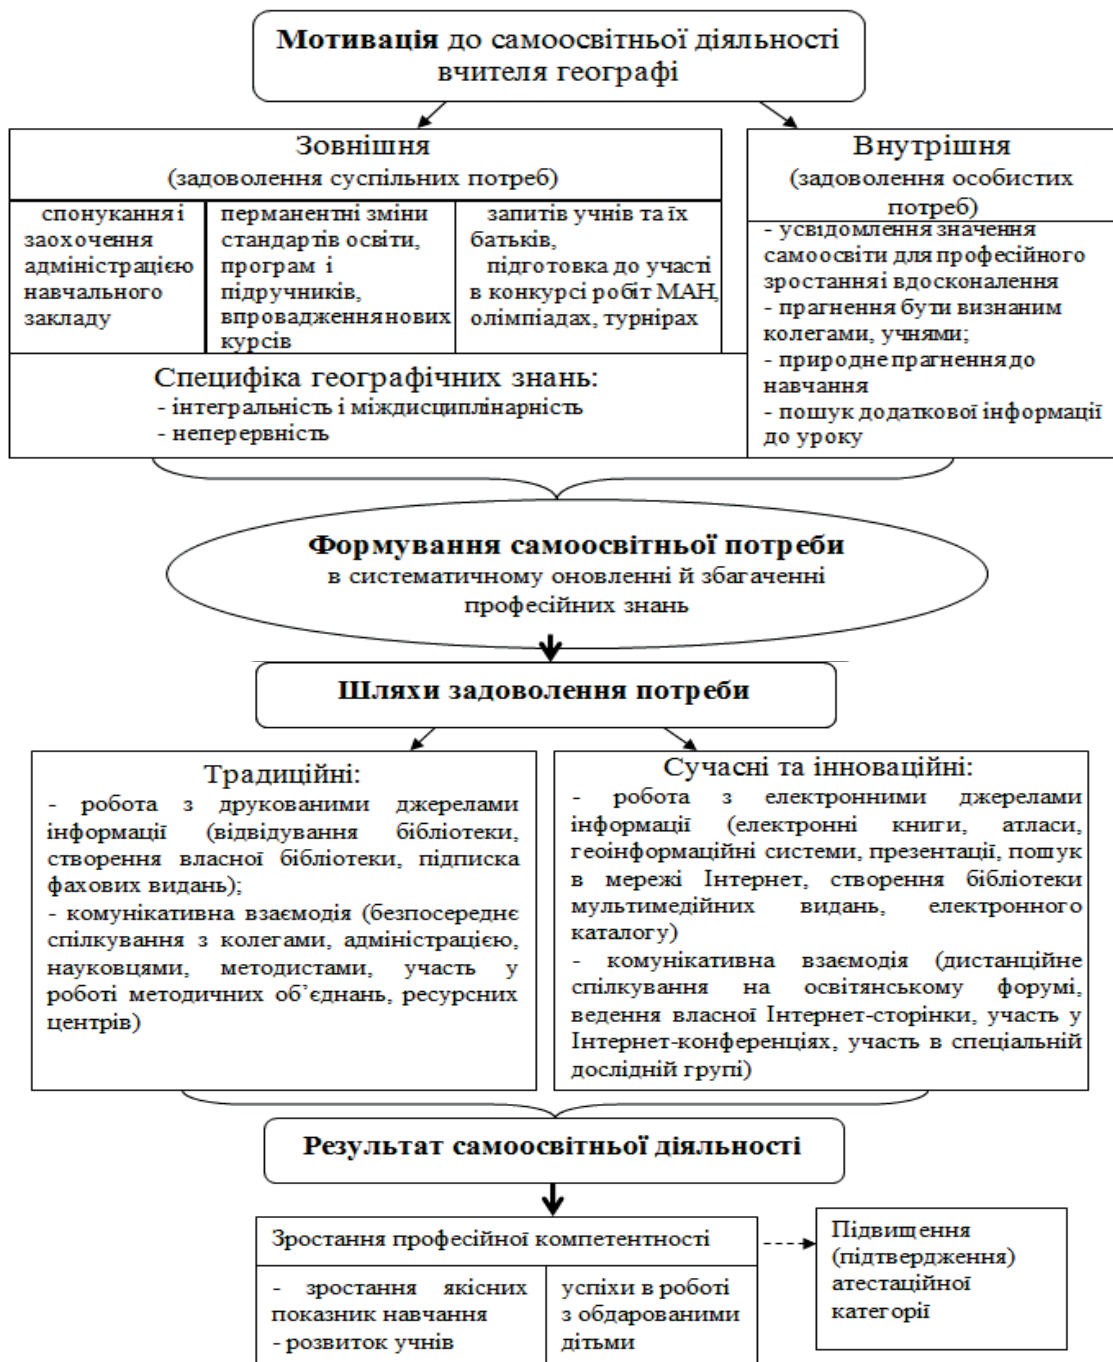 Мотивація до самоосвітньої діяльності
вчителя географі
Зовнішня
(задоволення суспільних потреб)
спонукання і
заохочення
адміністрацією
навчального
закладу
перманентні зміни
стандартів освіти,
програм і
підручників,
впровадження нових
курсів
запитів учнів та їх
батьків,
підготовка до участі
в конкурсі робіт МАН,
олімпіадах, турнірах
Специфіка географічних знань:
- інтегральність і міждисциплінарність
- неперервність
Внутрішня
(задоволення особистих
потреб)
- усвідомлення значення
самоосвіти для професійного
зростання і вдосконалення
- прагнення бути визнаним
колегами, учнями;
- природне прагнення до
навчання
- пошук додаткової інформації
до уроку
Формування самоосвітньої потреби
в систематичному оновленні й збагаченні
професійних знань
Шляхи задоволення потреби
Традиційні:
- робота з друкованими джерелами
інформації (відвідування бібліотеки,
створення власної бібліотеки, підписка
фахових видань);
- комунікативна взаємодія (безпосереднє
спілкування з колегами, адміністрацією,
науковцями, методистами, участь у
роботі методичних об’єднань, ресурсних
центрів)
Сучасні та інноваційні:
- робота з електронними джерелами
інформації (електронні книги, атласи,
геоінформаційні системи, презентації, пошук
в мережі Інтернет, створення бібліотеки
мультимедійних видань, електронного
каталогу)
- комунікативна взаємодія (дистанційне
спілкування на освітянському форумі,
ведення власної Інтернет-сторінки, участь у
Інтернет-конференціях, участь в спеціальній
дослідній групі)
Результат самоосвітньої діяльності
Зростання професійної компетентності
- зростання якісних
показник навчання
- розвиток учнів
успіхи в роботі
з обдарованими
дітьми
Підвищення
(підтвердження)
атестаційної
категорії